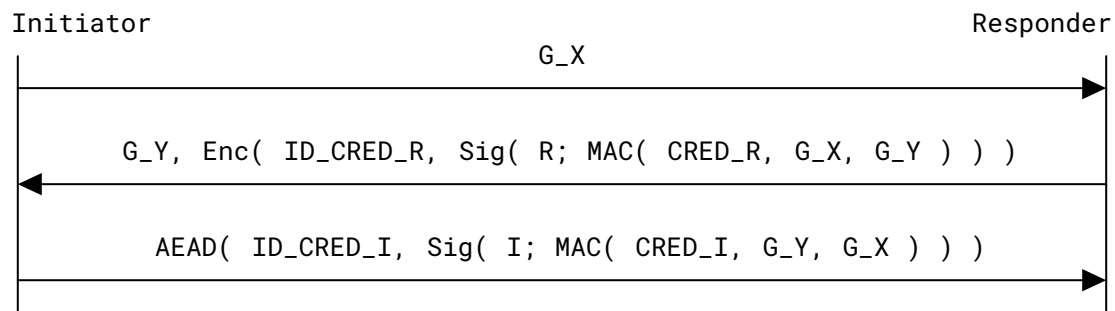 Initiator Responder
G_X
G_Y, Enc( ID_CRED_R, Sig( R; MAC( CRED_R, G_X, G_Y ) ) )
AEAD( ID_CRED_I, Sig( I; MAC( CRED_I, G_Y, G_X ) ) )